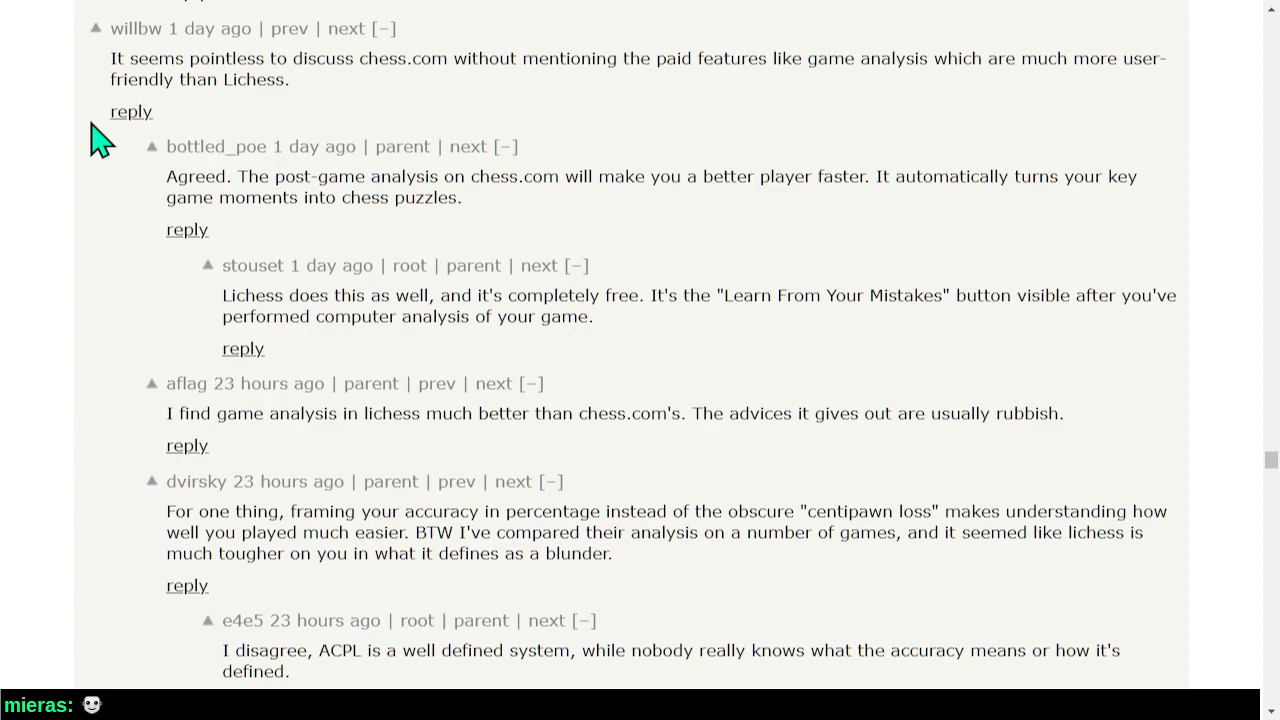 willbw 1 day ago | prev | next [–]
It seems pointless to discuss chess.com without mentioning the paid features like game analysis which are much more user-
friendly than Lichess.
reply
bottled_poe 1 day ago | parent | next [–]
Agreed. The post-game analysis on chess.com will make you a better player faster. It automatically turns your key
game moments into chess puzzles.
reply
stouset 1 day ago | root | parent | next [–]
Lichess does this as well, and it's completely free. It's the "Learn From Your Mistakes" button visible after you've
performed computer analysis of your game.
reply
aflag 23 hours ago | parent | prev | next [–]
I find game analysis in lichess much better than chess.com's. The advices it gives out are usually rubbish.
reply
dvirsky 23 hours ago | parent | prev | next [–]
For one thing, framing your accuracy in percentage instead of the obscure "centipawn loss" makes understanding how
well you played much easier. BTW I've compared their analysis on a number of games, and it seemed like lichess is
much tougher on you in what it defines as a blunder.
reply
e4e5 23 hours ago | root | parent | next [–]
I disagree, ACPL is a well defined system, while nobody really knows what the accuracy means or how it's
defined.
mieras: